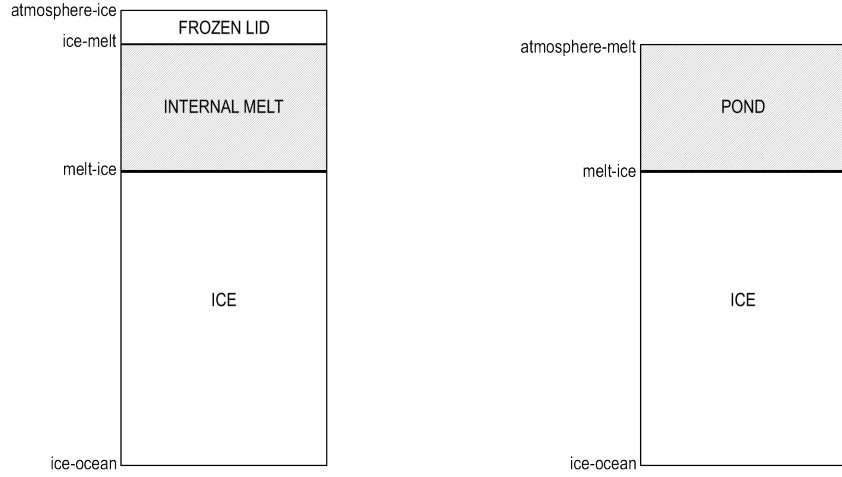 atmosphere-ice
FROZEN LID
ice-melt
INTERNAL MELT
melt-ice
ICE
ice-ocean
atmosphere-melt
POND
melt-ice
ICE
ice-ocean